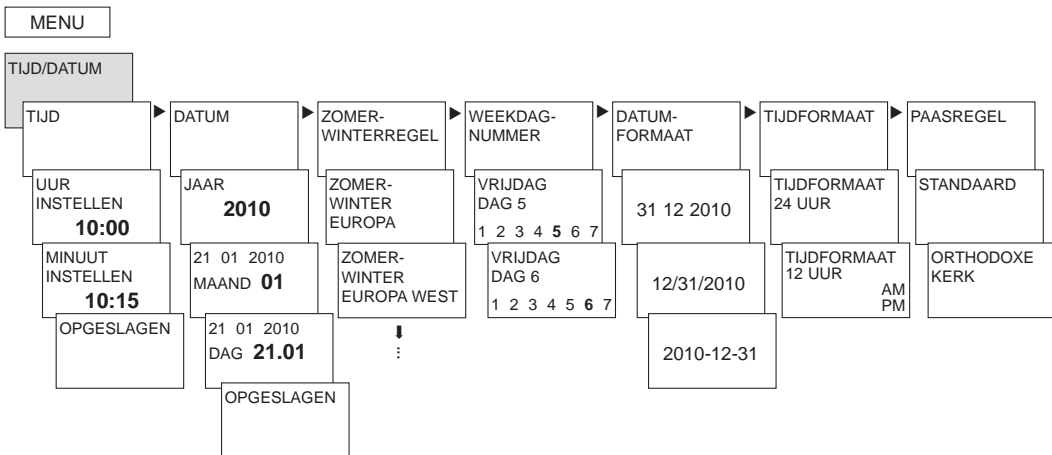 MENU
TIJD/DATUM
TIJD
UUR
INSTELLEN
10:00
MINUUT
INSTELLEN
10:15
OPGESLAGEN
DATUM
JAAR
2010
21 01 2010
MAAND 01
21 01 2010
DAG 21.01
OPGESLAGEN
ZOMER-
WINTERREGEL
ZOMER-
WINTER
EUROPA
ZOMER-
WINTER
EUROPA WEST
WEEKDAG-
NUMMER
VRIJDAG
DAG 5
1 2 3 4 5 6 7
VRIJDAG
DAG 6
1 2 3 4 5 6 7
DATUM-
FORMAAT
31 12 2010
12/31/2010
2010-12-31
TIJDFORMAAT
TIJDFORMAAT
24 UUR
TIJDFORMAAT
12 UUR
AM
PM
PAASREGEL
STANDAARD
ORTHODOXE
KERK